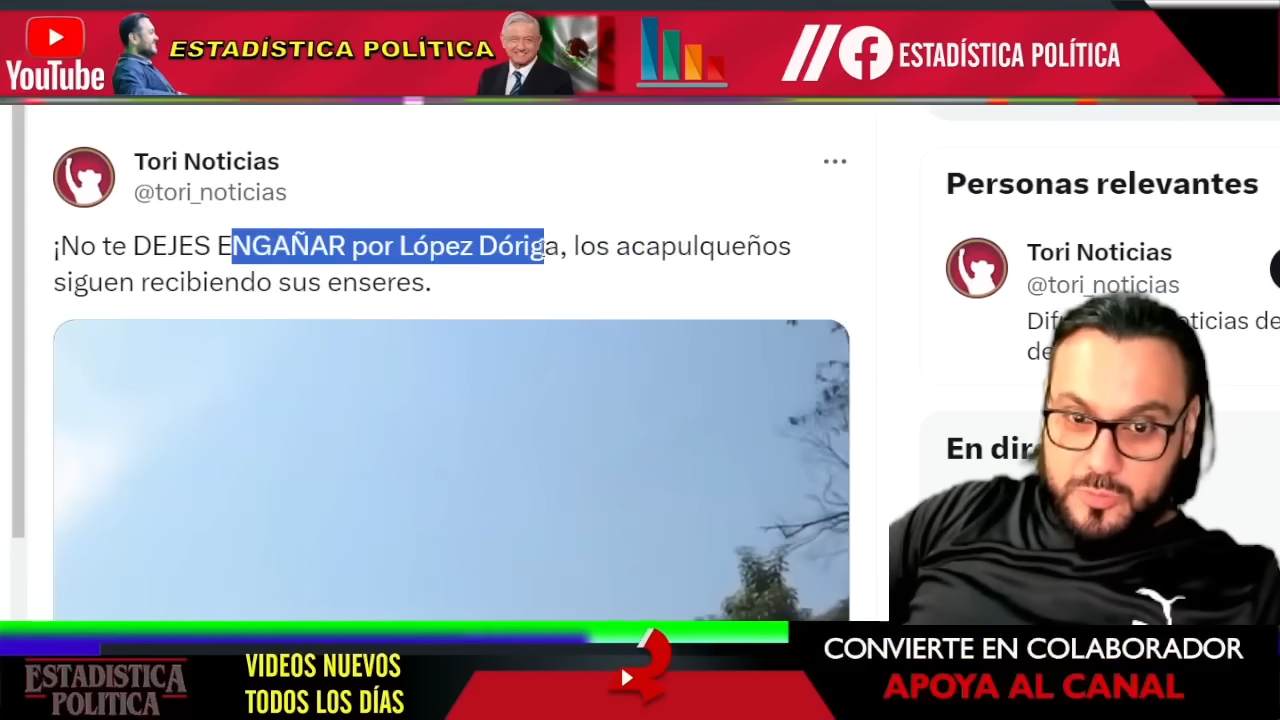 YouTube
ESTADÍSTICA POLÍTICA
ESTADÍSTICA POLÍTICA
Tori Noticias
@tori_noticias
¡No te DEJES ENGAÑAR por López Dóriga, los acapulqueños
siguen recibiendo sus enseres.
Personas relevantes
Tori Noticias
@tori_noticias
de
En
ESTADISTICA
POLÍTICA
VIDEOS NUEVOS
TODOS LOS DÍAS
CONVIERTE EN COLABORADOR
APOYA AL CANAL